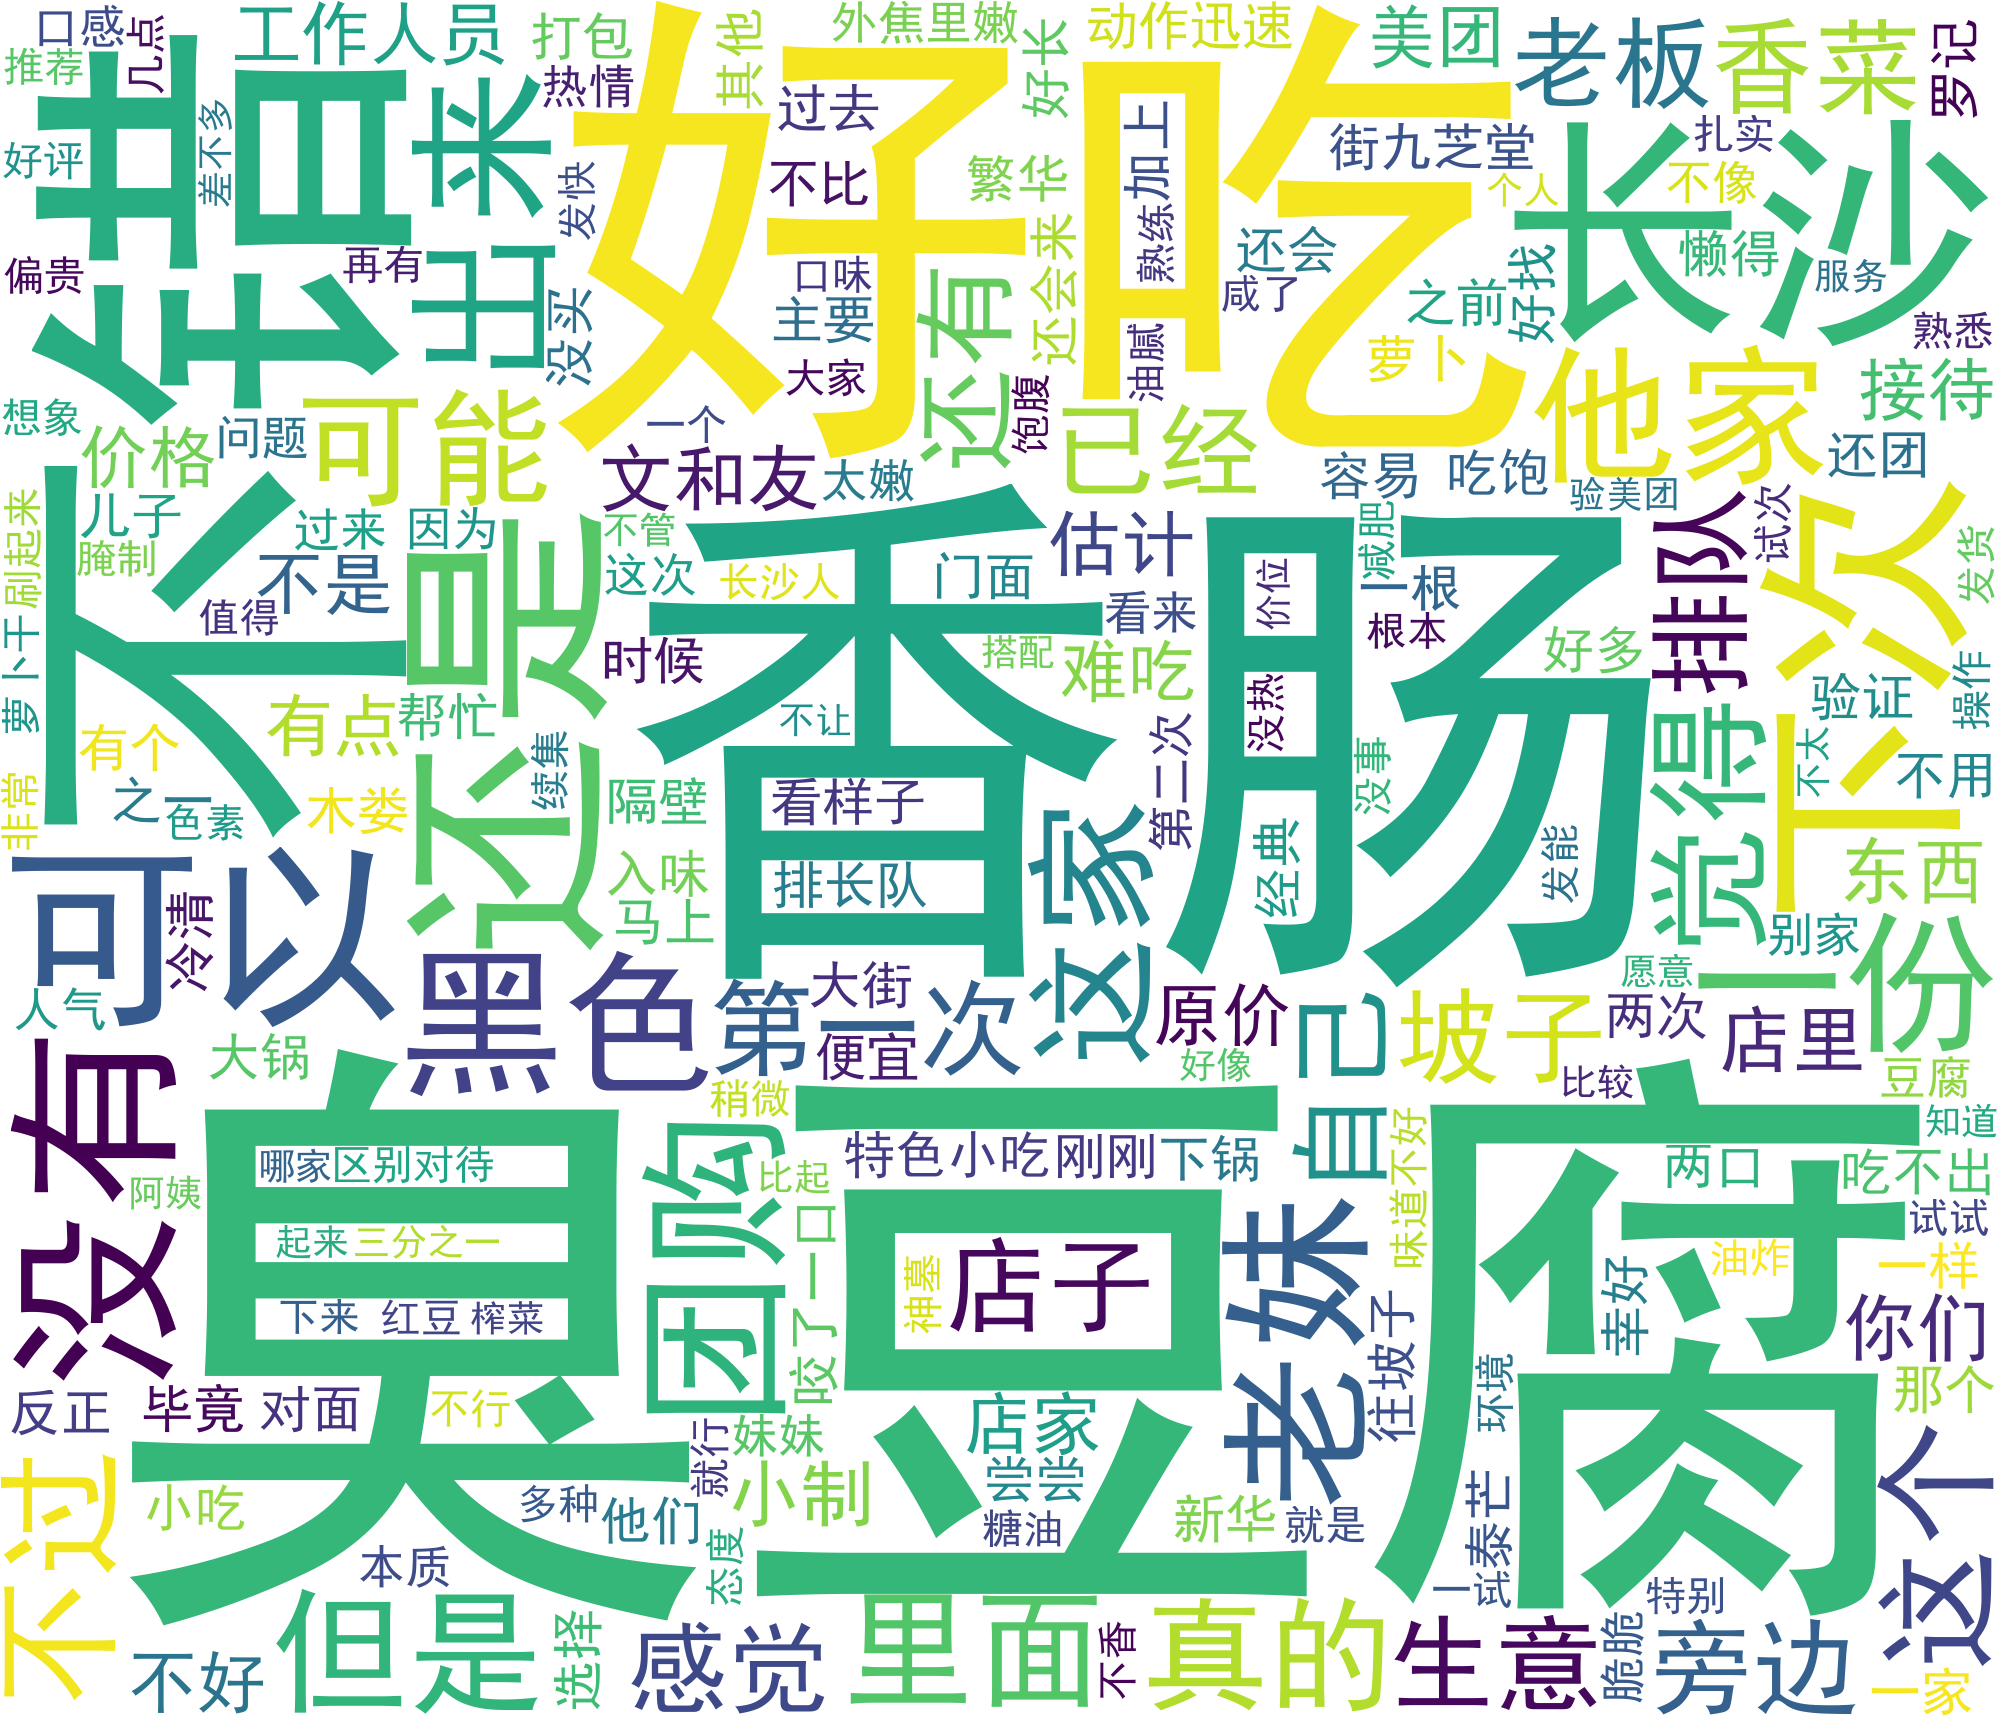 口感
几点
工作人员
打包
其他
外焦里嫩
好长
动作迅速
美团
老板
香菜
罗记
推荐
热情
过去
加上
街九芝堂
扎实
好评
差不多
出来
发快
好吃
不比
繁华
熟练
个人
不像
长沙
偏贵
再有
没买
口味
主要
还有
还会来
还会
咸了
之前
好找
懒得
服务
熟悉
大家
油腻
饱腹
萝卜
他家
接待
想象
价格
问题
可能
一个
文和友
太嫩
已经
容易
吃饱
还团
验美团
试次
萝卜干刷起来
儿子
腌制
过来
因为
不是
值得
还是
不管
这次
时候
香肠
长沙人
门面
估计
看来
搭配
难吃
价位
没热
减肥
一根
根本
好多
排队
下次
发货
操作
有点
帮忙
有个
非常
之一
色素
木娄
续集
隔壁
不让
看样子
排长队
这家
第二次
经典
没事
发能
觉得
验证
不太
不用
东西
可以
冷清
人气
入味
马上
黑色
第一次
大街
便宜
原价
自己
坡子
别家
愿意
两次
一份
店里
豆腐
没有
大锅
稍微
好像
比较
知道
阿姨
臭豆腐
哪家
区别对待
起来
三分之一
下来
红豆
榨菜
团购
比起
特色小吃
刚刚
下锅
咬了一口
神墓
店子
老妹
味道不好
往坡子
两口
吃不出
试试
油炸
一样
幸好
你们
反正
毕竟
对面
不行
就行
妹妹
店家
尝尝
环境
那个
不过
小吃
多种
他们
小制
糖油
新华
就是
泰芒
一试
这个
本质
态度
特别
不好
但是
选择
感觉
里面
不香
真的
生意
脆脆
旁边
一家